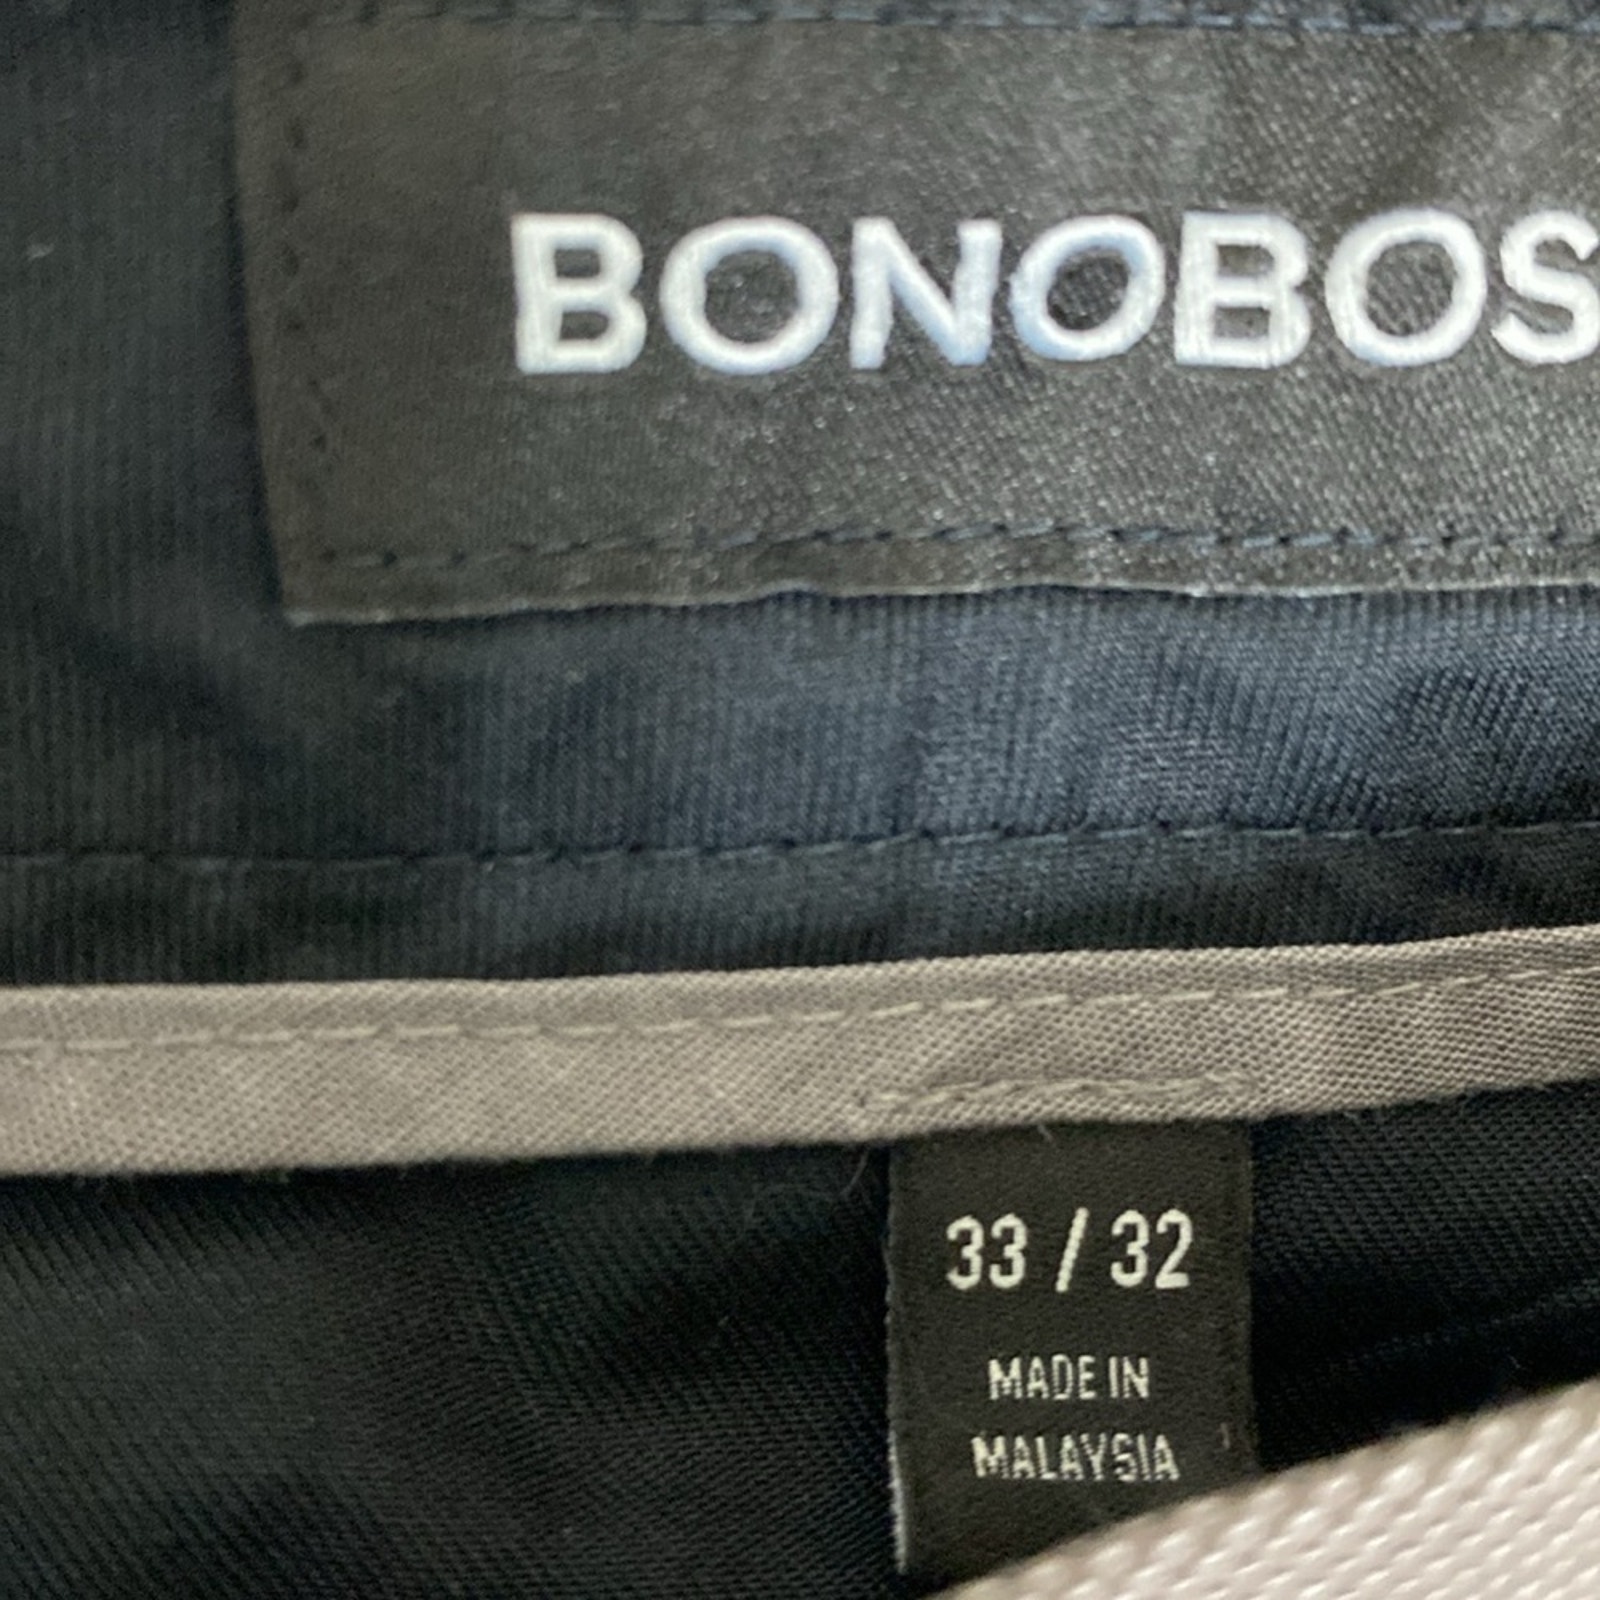 BONOBOS
33 / 32
MADE IN
MALAYSIA